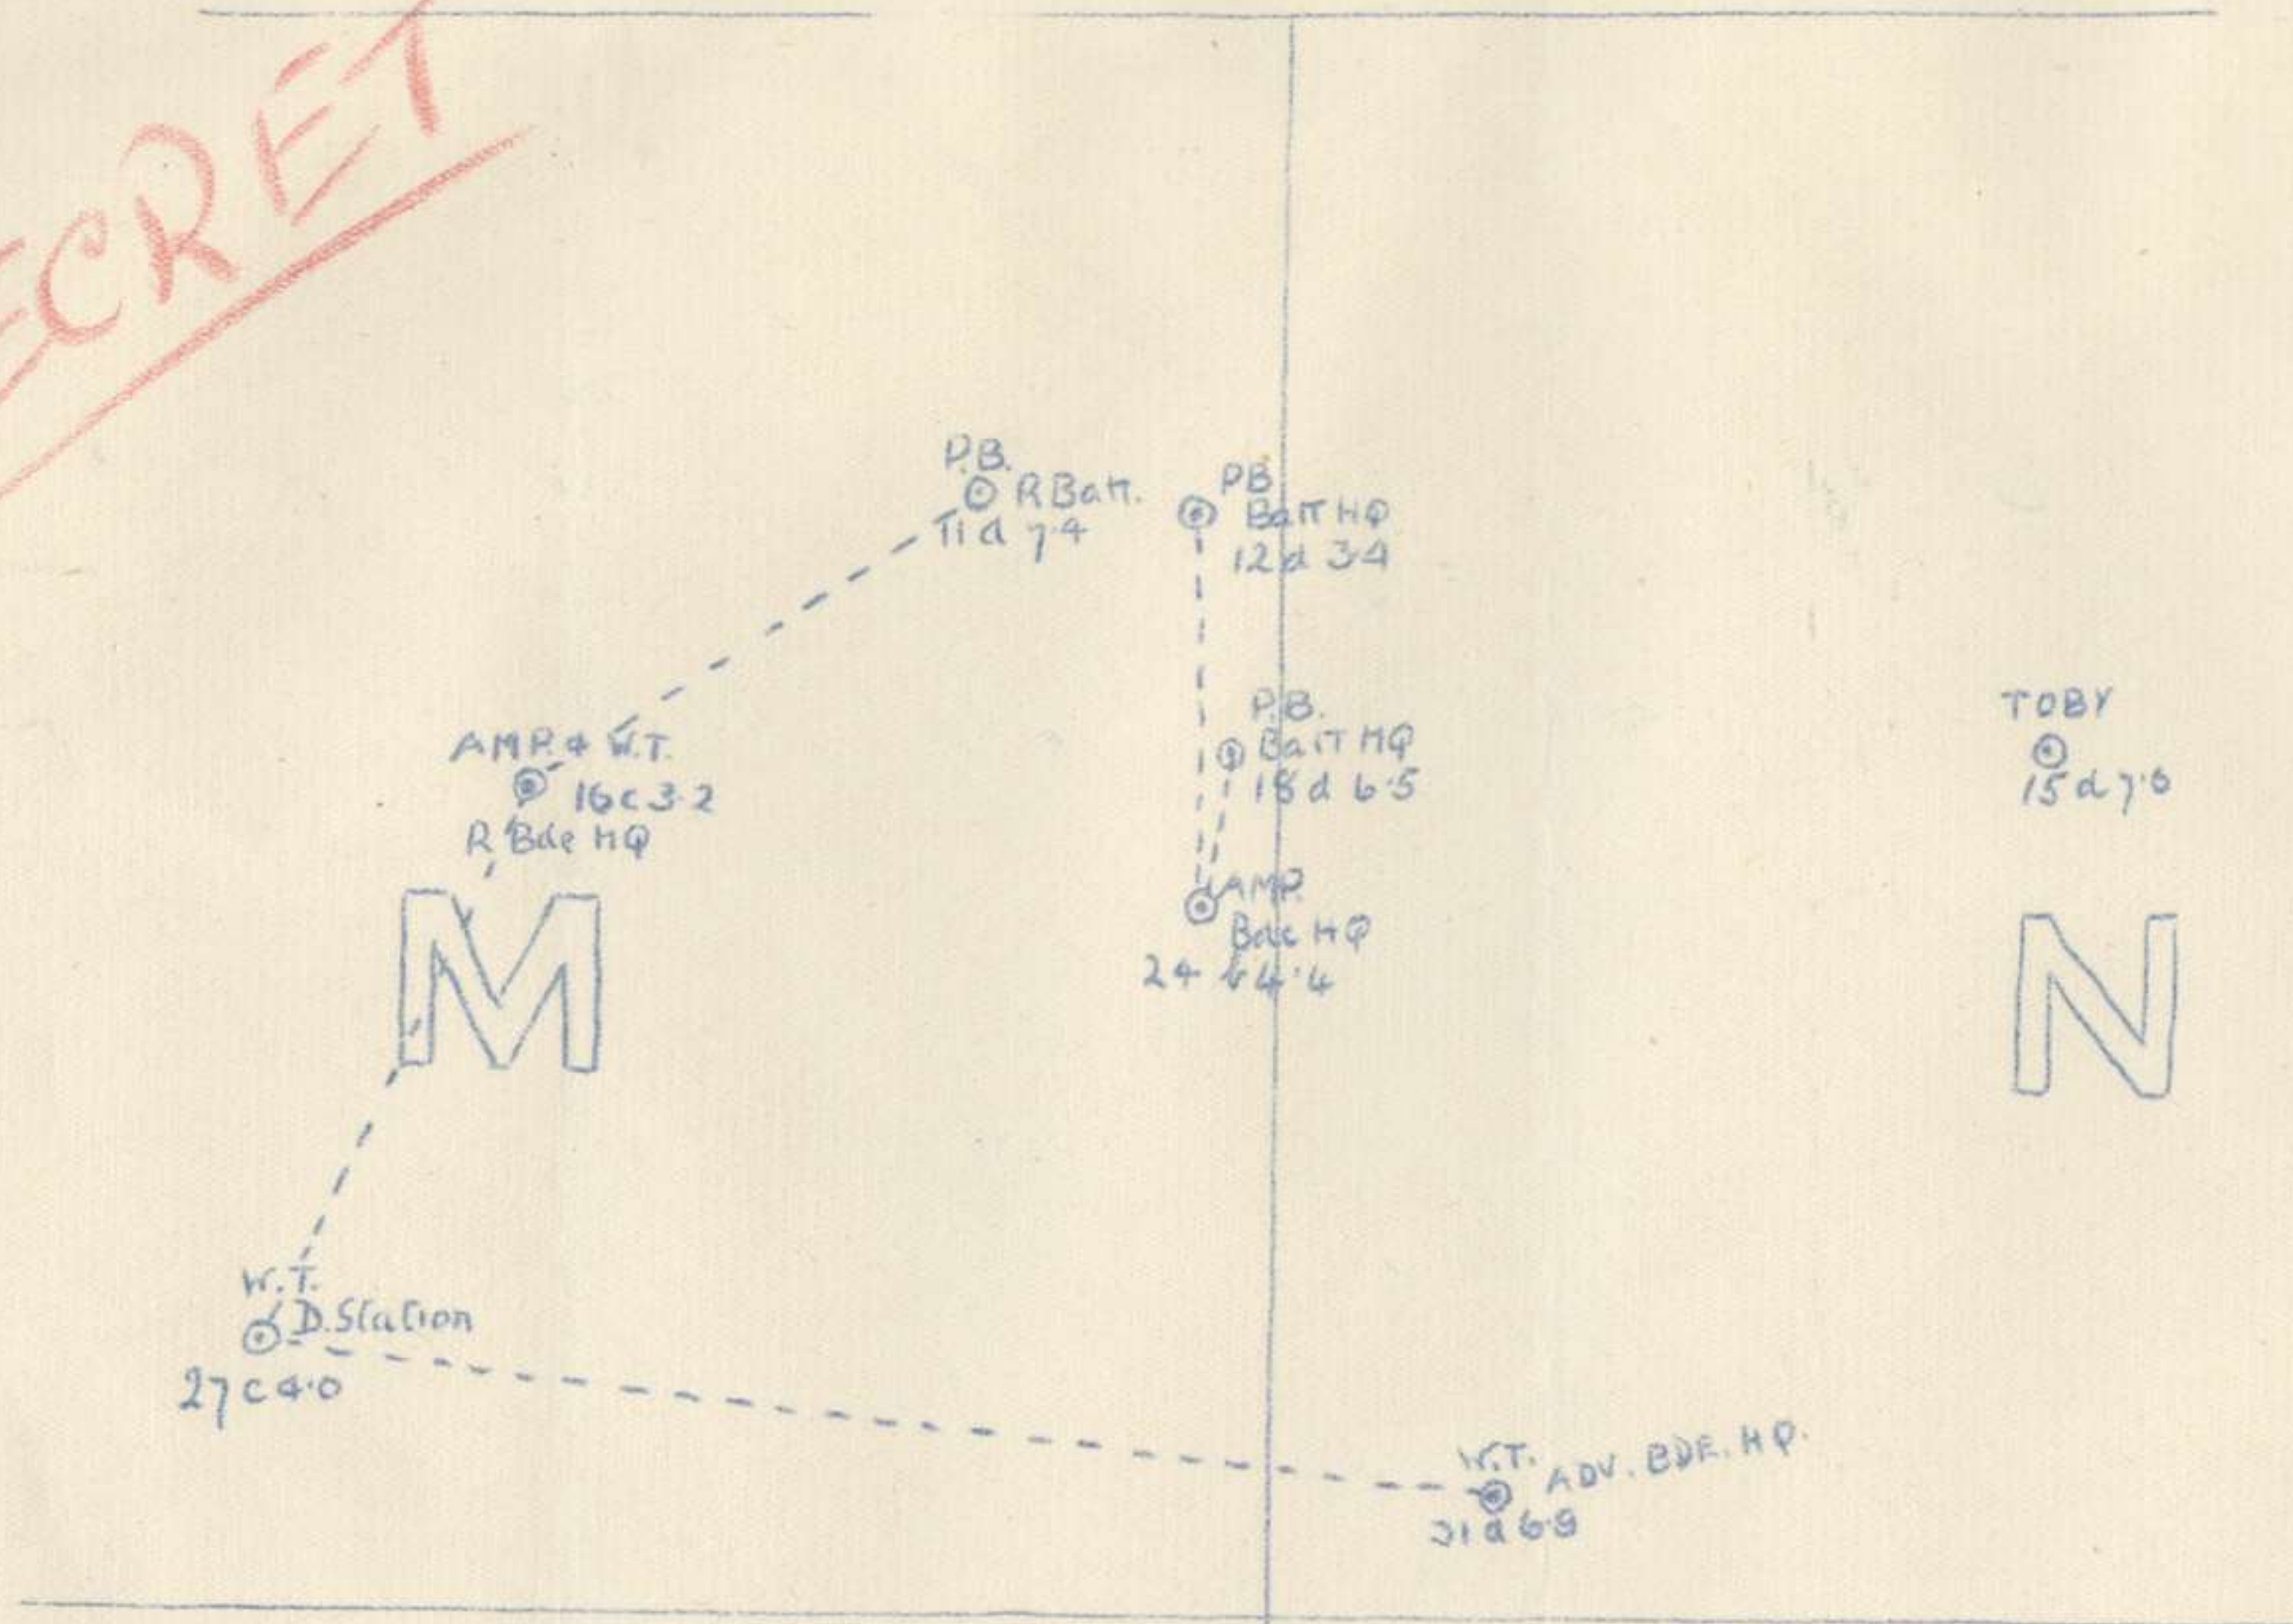 ECRET
P.B.
R Batt.
11 d 7.4
PB
Batt HQ
12 d 3.4
P.B.
Batt HQ
18 d 6.5
AMP. & W.T.
16 c 3.2
R Bde HQ
TOBY
15 d 7.6
AMP.
Bde HQ
24 b 4.4
M
N
W.T.
D. Station
27 c 4.0
W.T. ADV. BDE. HQ.
31 a 6.9